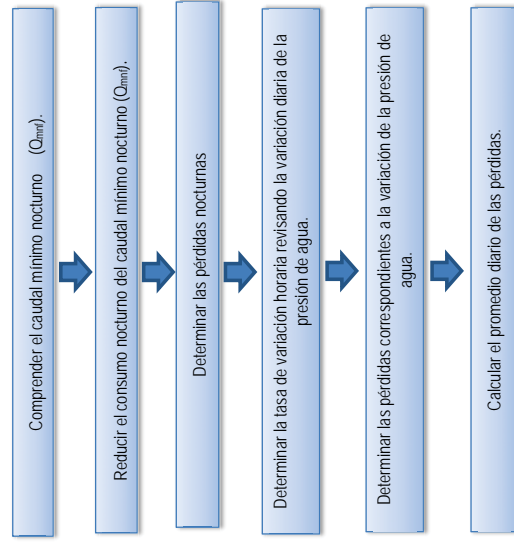 Comprender el caudal mínimo nocturno (Qmnf).
Reducir el consumo nocturno del caudal mínimo nocturno (Qmnf).
Determinar las pérdidas nocturnas
Determinar la tasa de variación horaria revisando la variación diaria de la
presión de agua.
Determinar las pérdidas correspondientes a la variación de la presión de
agua.
Calcular el promedio diario de las pérdidas.